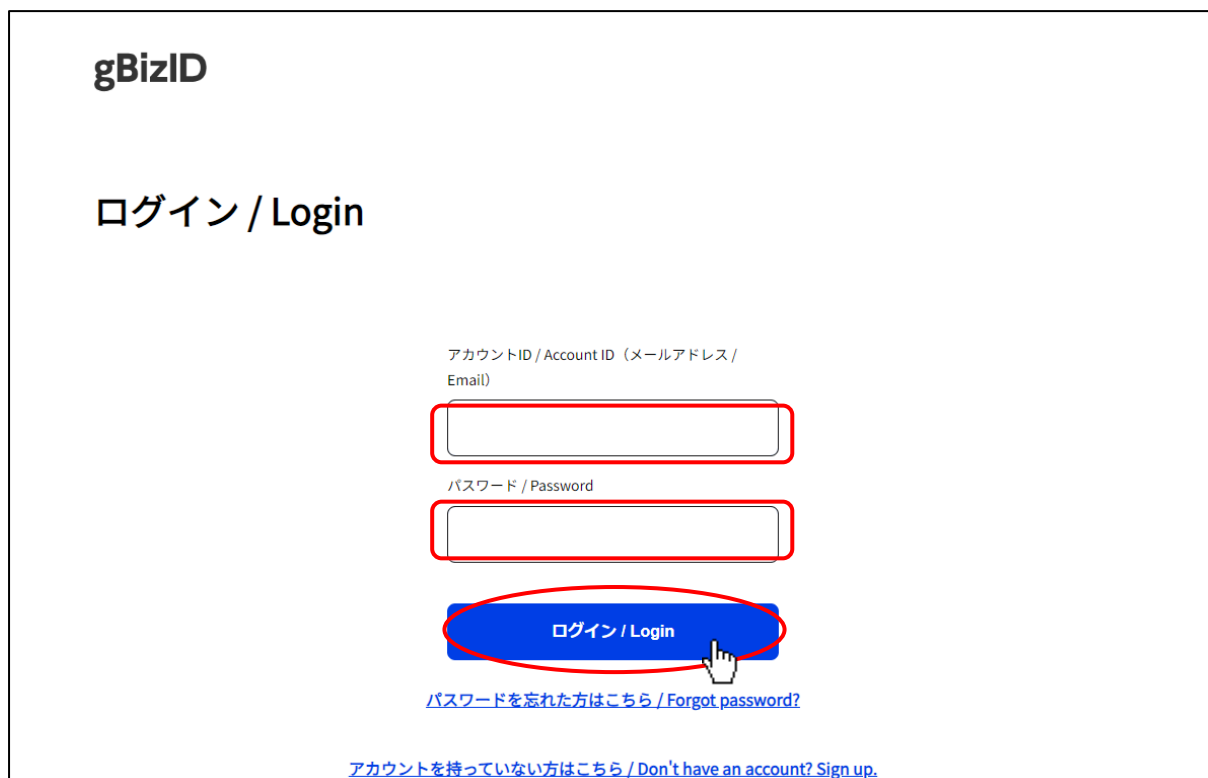 gBizID
ログイン / Login
アカウントID / Account ID（メールアドレス /
Email）
パスワード / Password
ログイン / Login
パスワードを忘れた方はこちら / Forgot password?
アカウントを持っていない方はこちら / Don't have an account? Sign up.